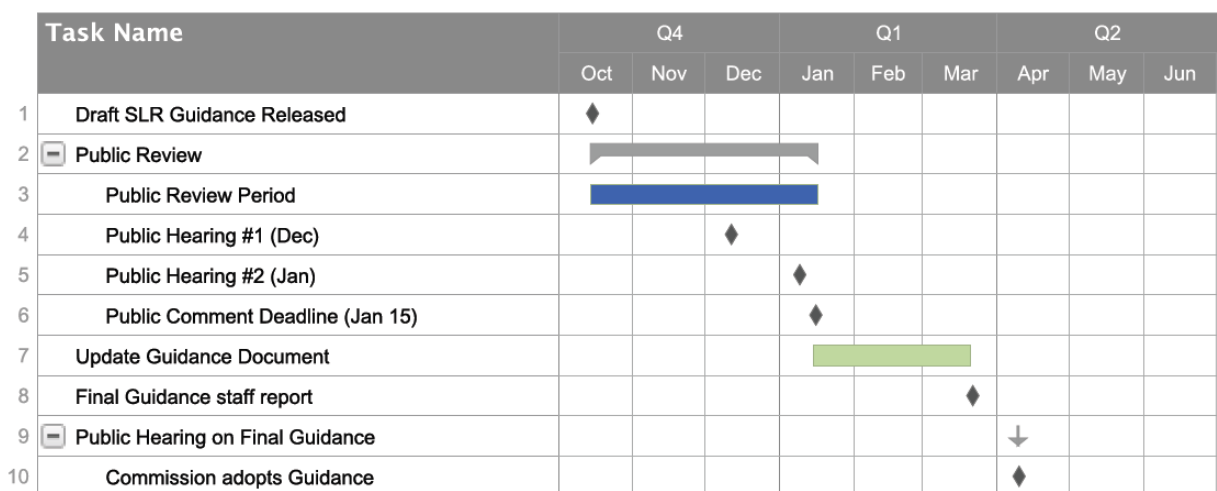 Task Name Q4 Q1 Q2
Oct Nov Dec Jan Feb Mar Apr May Jun
1 Draft SLR Guidance Released
2 Public Review
3 Public Review Period
4 Public Hearing #1 (Dec)
5 Public Hearing #2 (Jan)
6 Public Comment Deadline (Jan 15)
7 Update Guidance Document
8 Final Guidance staff report
9 Public Hearing on Final Guidance
10 Commission adopts Guidance